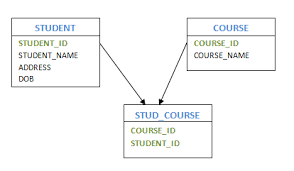 STUDENT
STUDENT_ID
STUDENT_NAME
ADDRESS
DOB
COURSE
COURSE_ID
COURSE_NAME
STUD_COURSE
COURSE_ID
STUDENT_ID